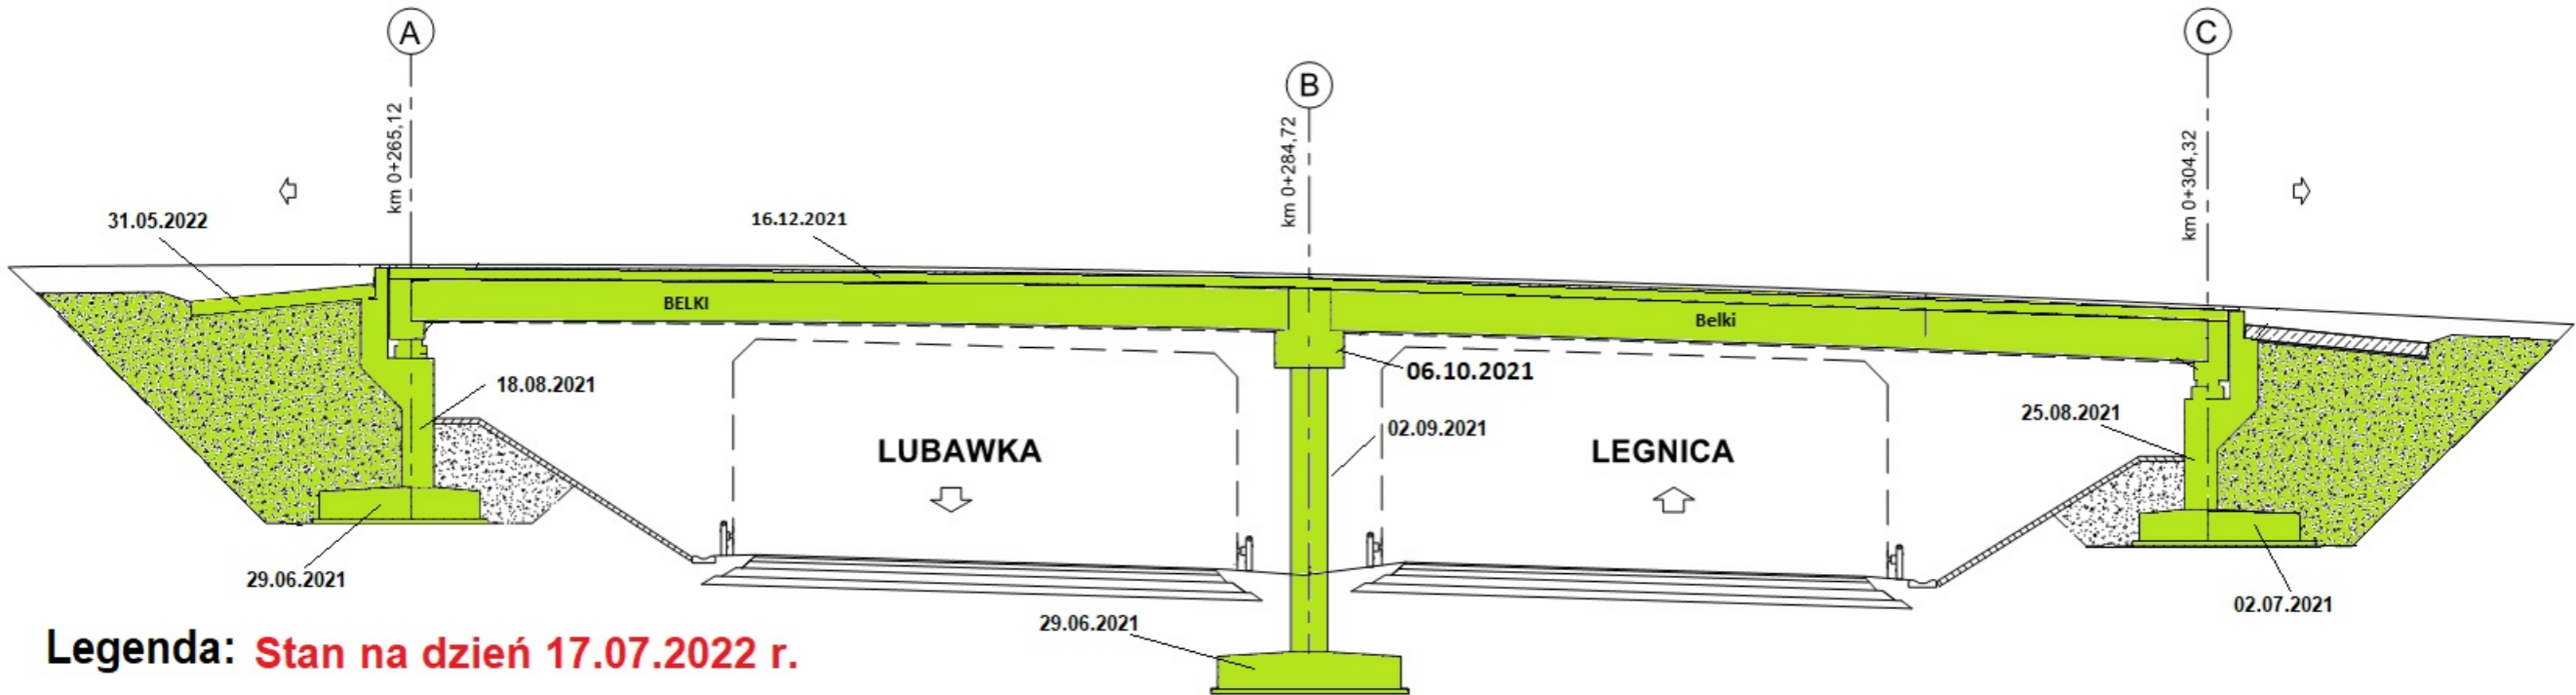 A
B
C
km 0+265,12
km 0+284,72
km 0+304,32
31.05.2022
16.12.2021
BELKI
Belki
18.08.2021
06.10.2021
02.09.2021
25.08.2021
LUBAWKA
LEGNICA
29.06.2021
29.06.2021
02.07.2021
Legenda: Stan na dzień 17.07.2022 r.